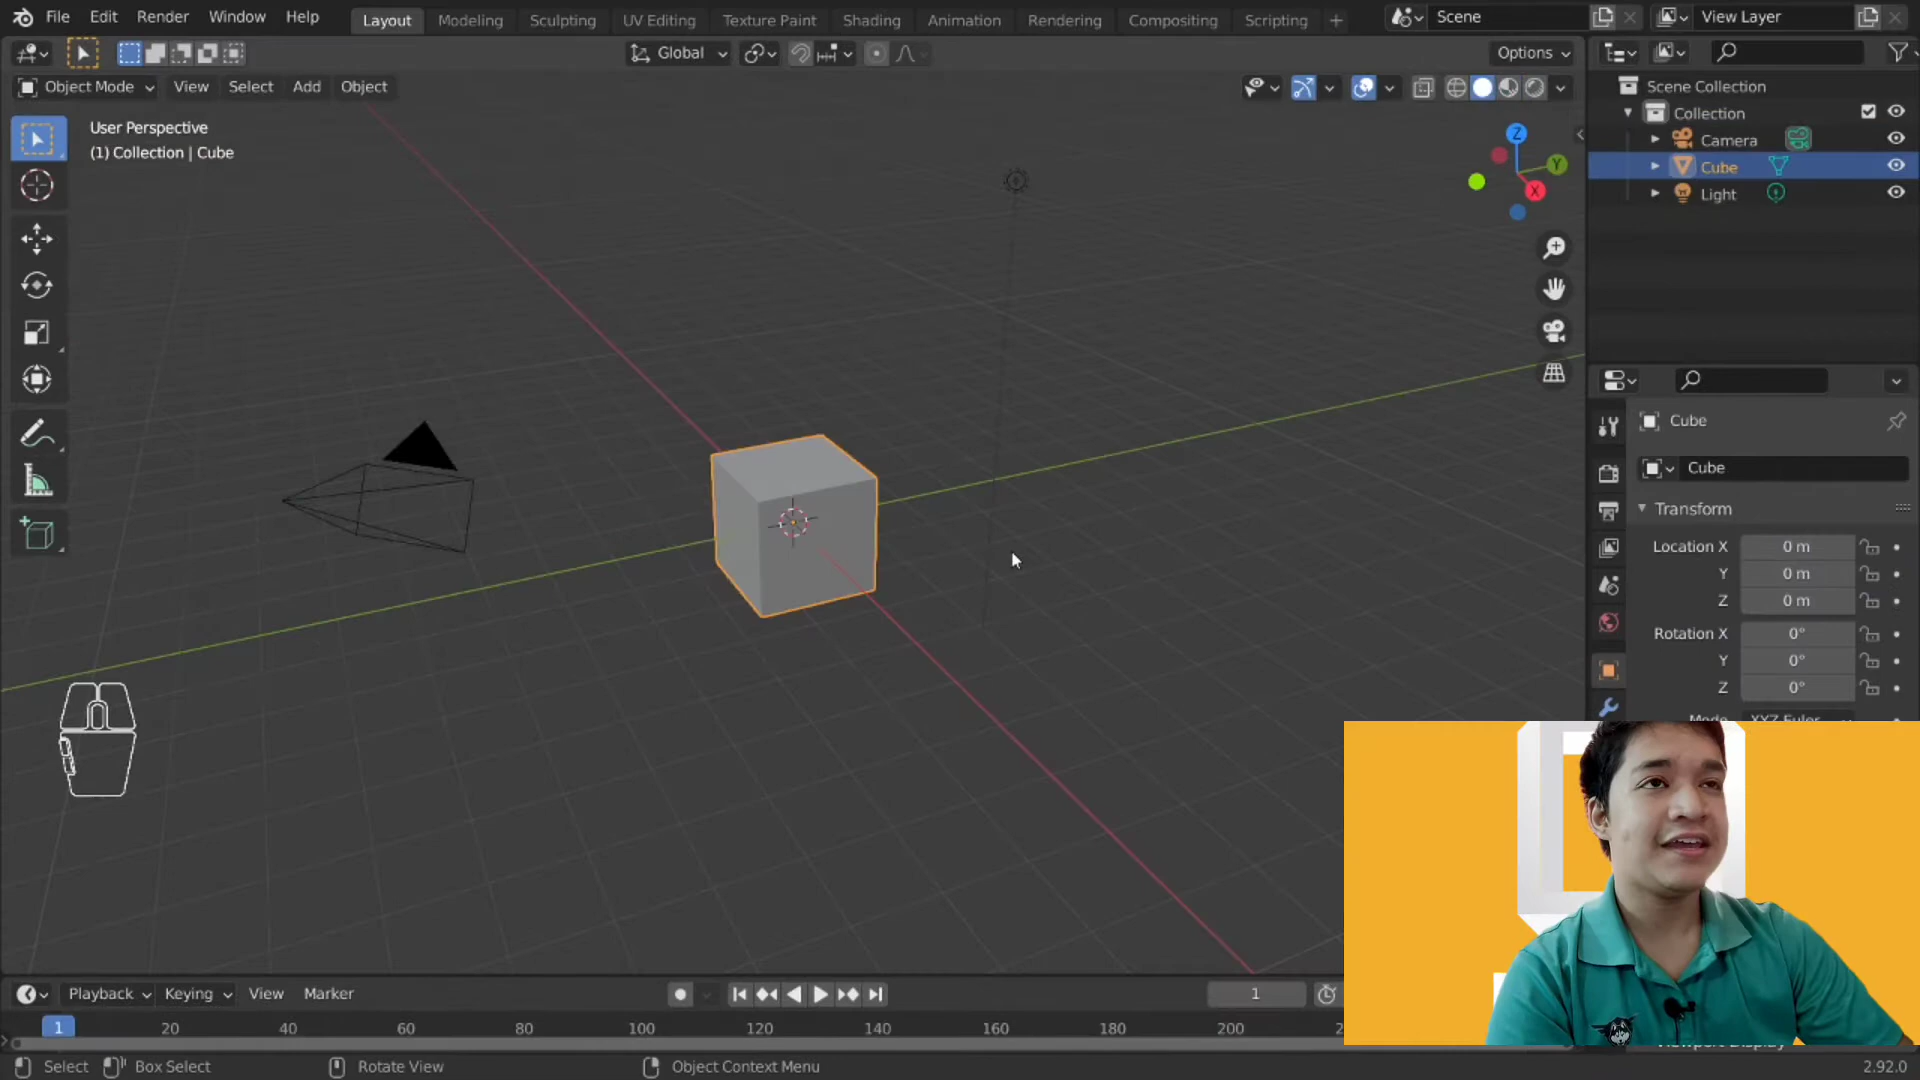 File Edit Render Window Help Layout Modeling Sculpting UV Editing Texture Paint Shading Animation Rendering Compositing Scripting + Scene View Layer
Global Options
Object Mode View Select Add Object
User Perspective
(1) Collection | Cube
Z
Y
X
Scene Collection
Collection
Camera
Cube
Light
Cube
Cube
Transform
Location X 0 m
Y 0 m
Z 0 m
Rotation X 0°
Y 0°
Z 0°
Mode XYZ Euler
Viewport Display
Playback Keying View Marker 1
1 20 40 60 80 100 120 140 160 180 200
Select Box Select Rotate View Object Context Menu 2.92.0